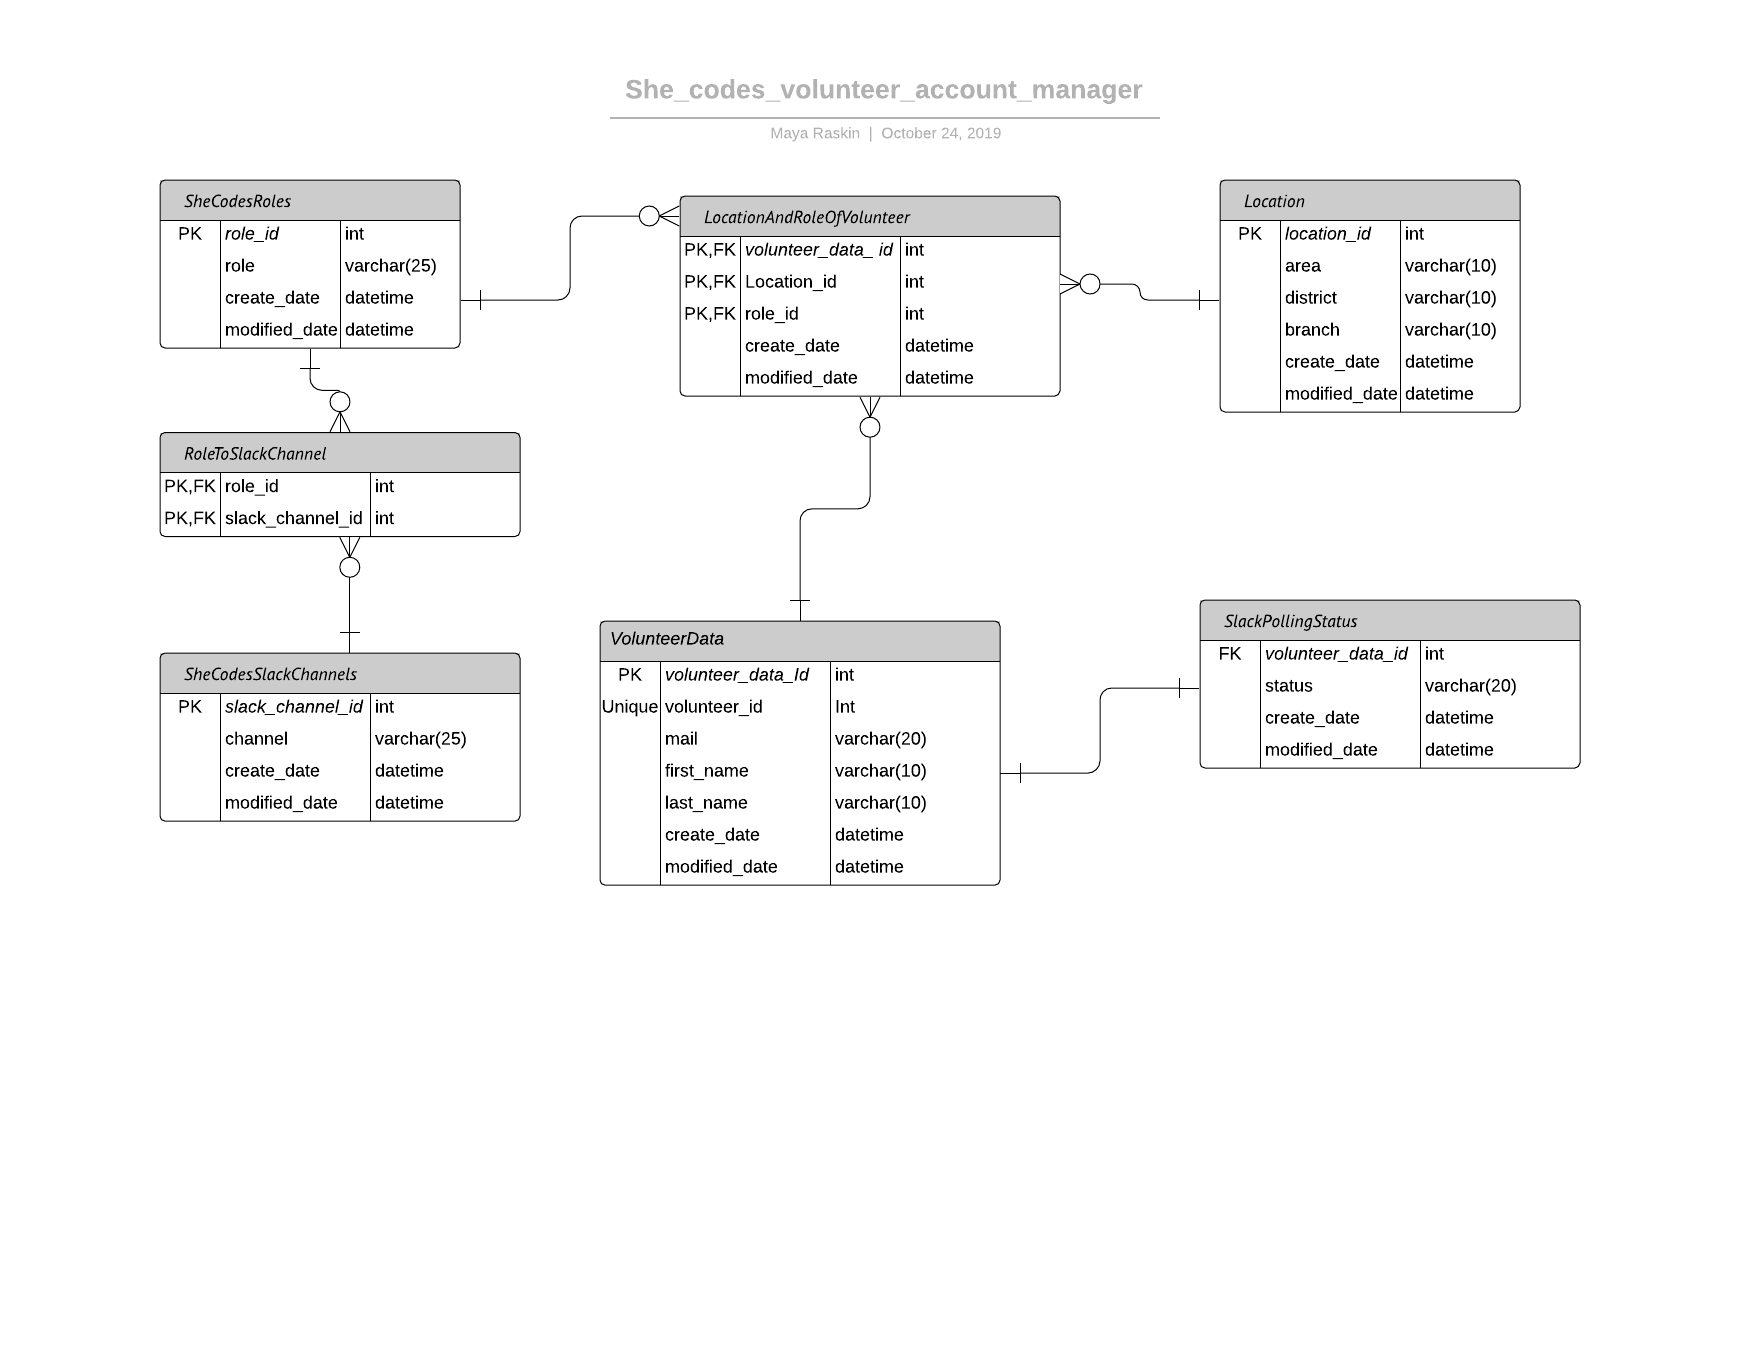 She_codes_volunteer_account_manager
Maya Raskin | October 24, 2019
SheCodesRoles
PK role_id int
role varchar(25)
create_date datetime
modified_date datetime
LocationAndRoleOfVolunteer
PK,FK volunteer_data_ id int
PK,FK Location_id int
PK,FK role_id int
create_date datetime
modified_date datetime
Location
PK location_id int
area varchar(10)
district varchar(10)
branch varchar(10)
create_date datetime
modified_date datetime
RoleToSlackChannel
PK,FK role_id int
PK,FK slack_channel_id int
SheCodesSlackChannels
PK slack_channel_id int
channel varchar(25)
create_date datetime
modified_date datetime
VolunteerData
PK volunteer_data_Id int
Unique volunteer_id Int
mail varchar(20)
first_name varchar(10)
last_name varchar(10)
create_date datetime
modified_date datetime
SlackPollingStatus
FK volunteer_data_id int
status varchar(20)
create_date datetime
modified_date datetime